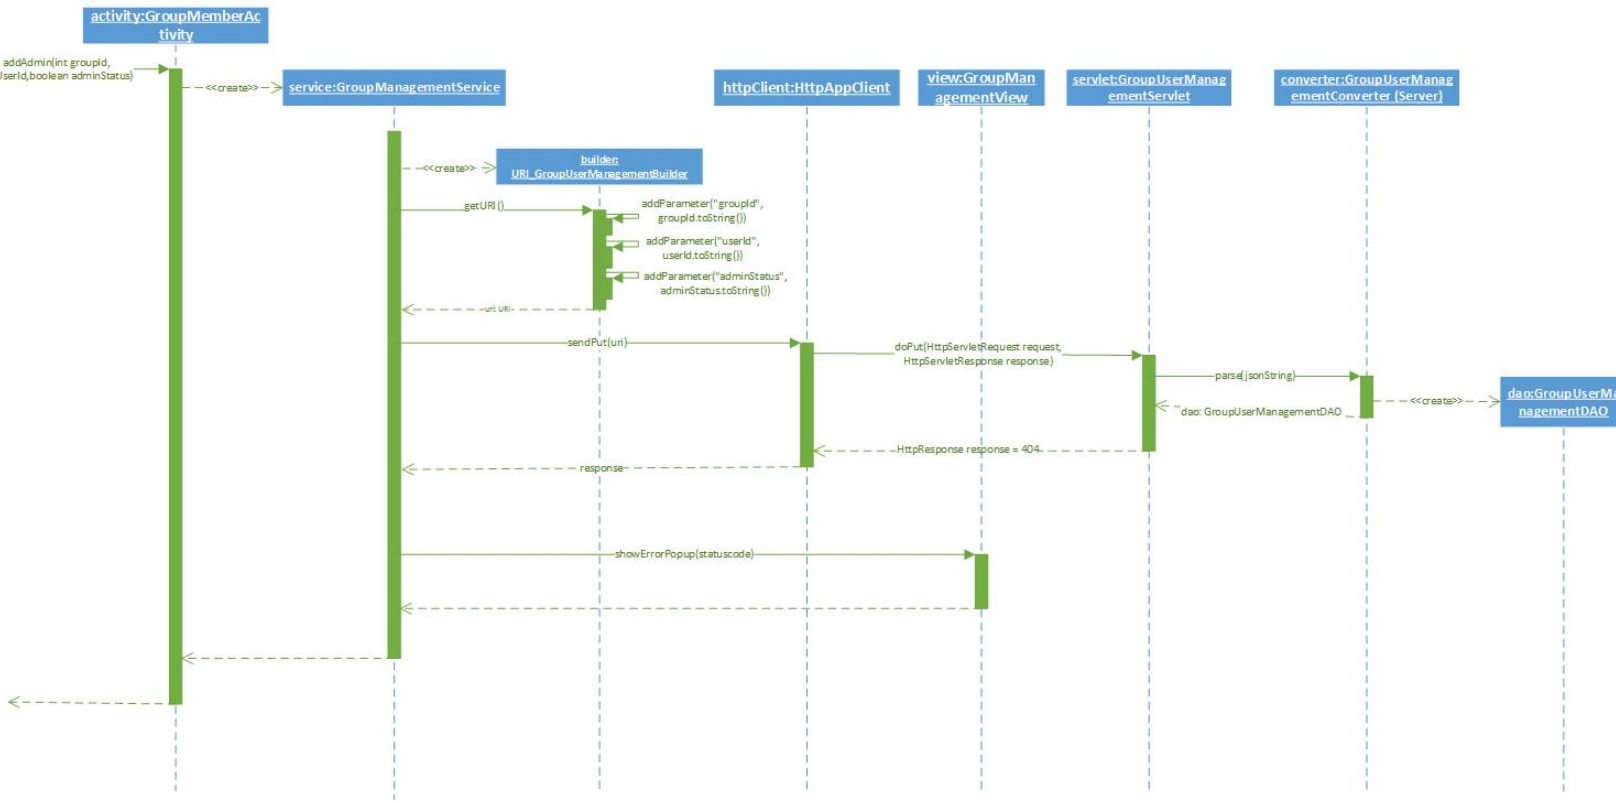 activity:GroupMemberAc
tivity
addAdmin(int groupId,
UserId,boolean adminStatus)
<<create>>
service:GroupManagementService
httpClient:HttpAppClient
view:GroupMan
agementView
servlet:GroupUserManag
ementServlet
converter:GroupUserManag
ementConverter (Server)
<<create>>
builder:
URI_GroupUserManagementBuilder
getURI()
addParameter("groupId",
groupId.toString())
addParameter("userId",
userId.toString())
addParameter("adminStatus",
adminStatus.toString())
uri: URI
sendPut(uri)
doPut(HttpServletRequest request,
HttpServletResponse response)
parse(jsonString)
<<create>>
dao:GroupUserMa
nagementDAO
dao: GroupUserManagementDAO
HttpResponse response = 404
response
showErrorPopup(statuscode)